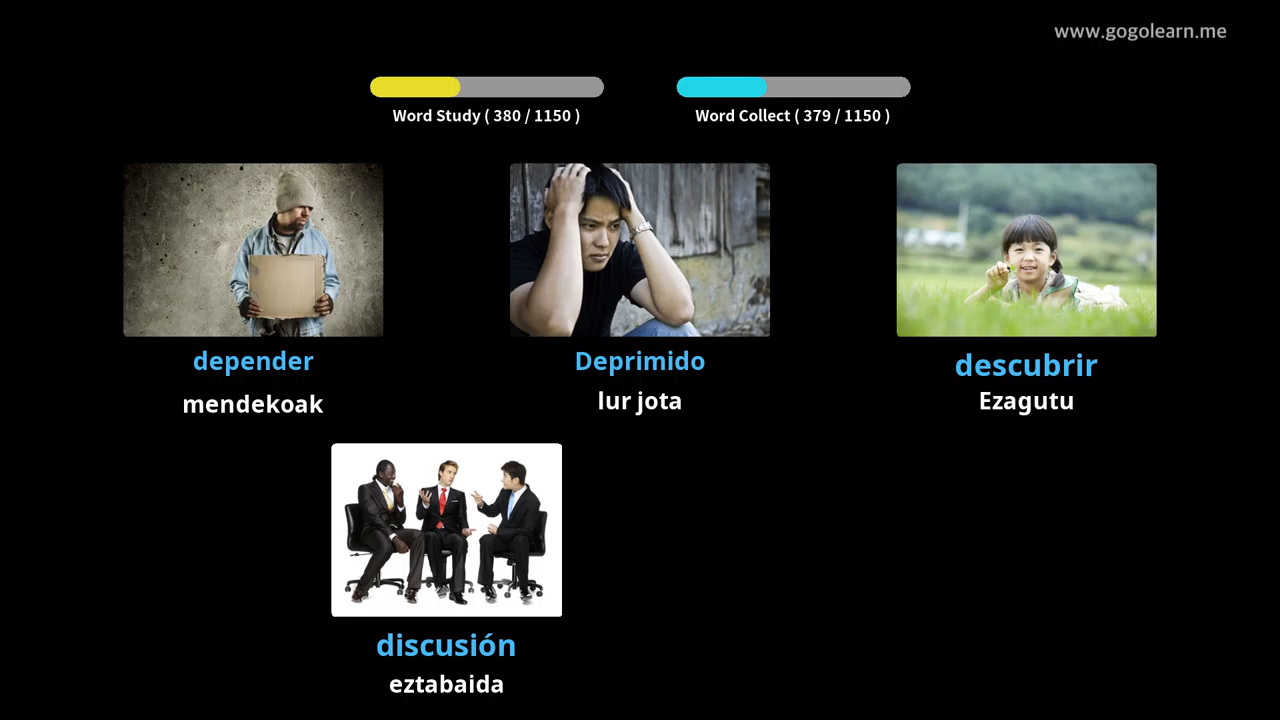 www.gogolearn.me
Word Study ( 380 / 1150 )
Word Collect ( 379 / 1150 )
depender
mendekoak
Deprimido
lur jota
descubrir
Ezagutu
discusión
eztabaida